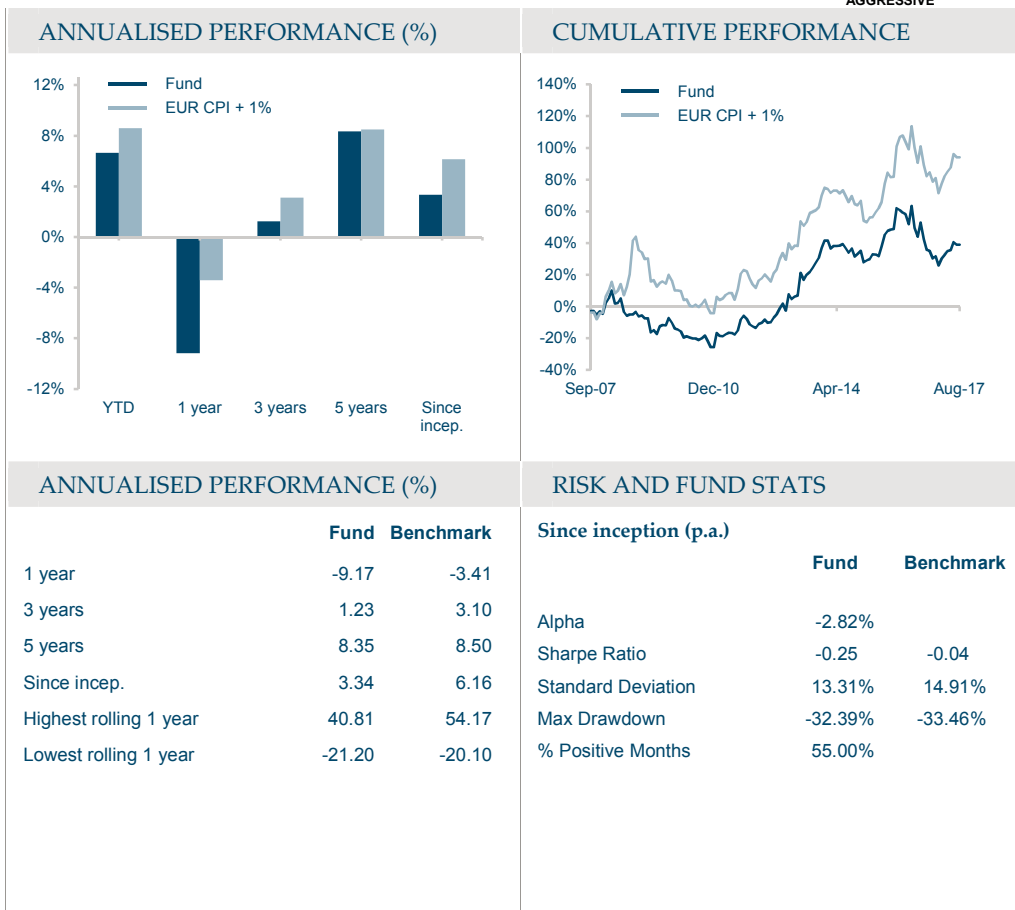 AGGRESSIVE
ANNUALISED PERFORMANCE (%)
12%
8%
4%
0%
-4%
-8%
-12%
Fund
EUR CPI + 1%
YTD 1 year 3 years 5 years Since
incep.
CUMULATIVE PERFORMANCE
140%
120%
100%
80%
60%
40%
20%
0%
-20%
-40%
Fund
EUR CPI + 1%
Sep-07 Dec-10 Apr-14 Aug-17
ANNUALISED PERFORMANCE (%)
Fund Benchmark
1 year -9.17 -3.41
3 years 1.23 3.10
5 years 8.35 8.50
Since incep. 3.34 6.16
Highest rolling 1 year 40.81 54.17
Lowest rolling 1 year -21.20 -20.10
RISK AND FUND STATS
Since inception (p.a.)
Fund Benchmark
Alpha -2.82%
Sharpe Ratio -0.25 -0.04
Standard Deviation 13.31% 14.91%
Max Drawdown -32.39% -33.46%
% Positive Months 55.00%